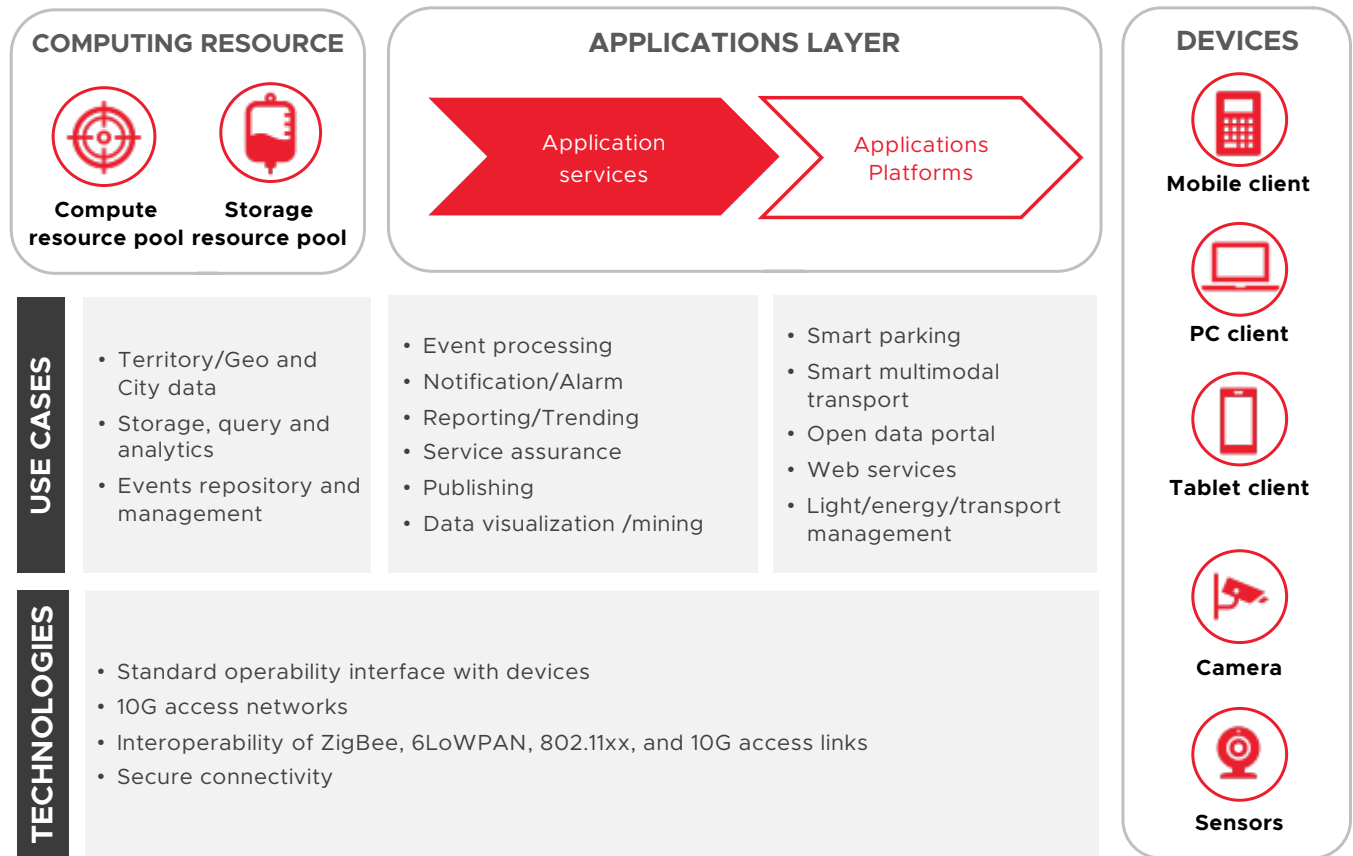 COMPUTING RESOURCE
Compute
resource pool
Storage
resource pool
APPLICATIONS LAYER
Application
services
Applications
Platforms
DEVICES
Mobile client
PC client
Tablet client
Camera
Sensors
USE CASES
• Territory/Geo and
City data
• Storage, query and
analytics
• Events repository and
management
• Event processing
• Notification/Alarm
• Reporting/Trending
• Service assurance
• Publishing
• Data visualization /mining
• Smart parking
• Smart multimodal
transport
• Open data portal
• Web services
• Light/energy/transport
management
TECHNOLOGIES
• Standard operability interface with devices
• 10G access networks
• Interoperability of ZigBee, 6LoWPAN, 802.11xx, and 10G access links
• Secure connectivity